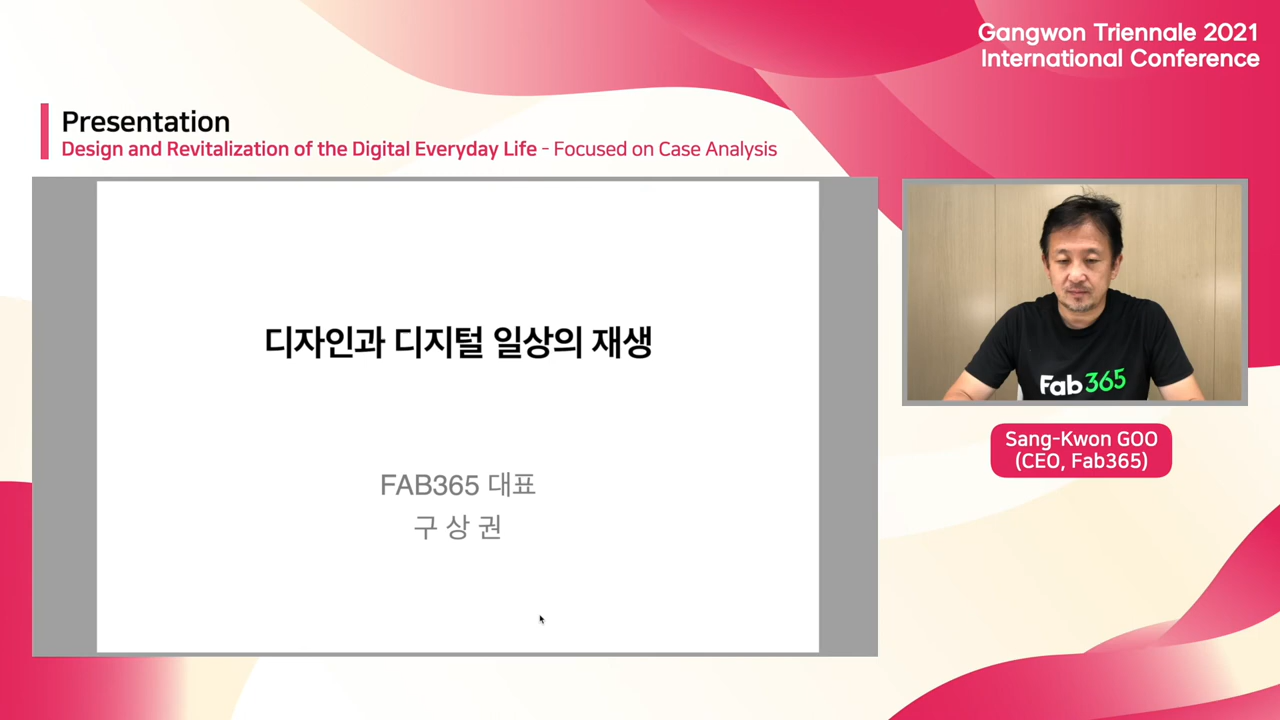 Gangwon Triennale 2021
International Conference
Presentation
Design and Revitalization of the Digital Everyday Life - Focused on Case Analysis
디자인과 디지털 일상의 재생
FAB365 대표
구 상 권
Fab365
Sang-Kwon GOO
(CEO, Fab365)